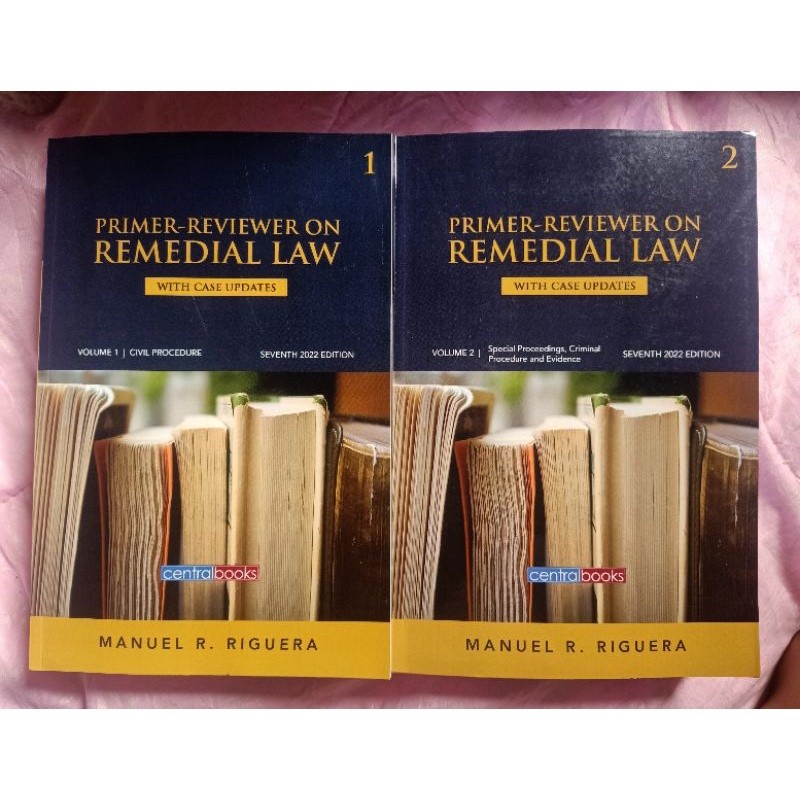 1
PRIMER-REVIEWER ON
REMEDIAL LAW
WITH CASE UPDATES
VOLUME 1 | CIVIL PROCEDURE
SEVENTH 2022 EDITION
centralbooks
MANUEL R. RIGUERA
2
PRIMER-REVIEWER ON
REMEDIAL LAW
WITH CASE UPDATES
VOLUME 2 | Special Proceedings, Criminal
Procedure and Evidence
SEVENTH 2022 EDITION
centralbooks
MANUEL R. RIGUERA